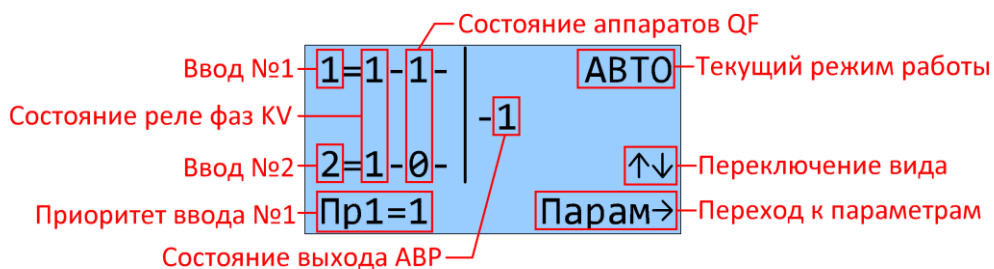 Состояние аппаратов QF
Ввод №1
1=1-1-
АВТО
Текущий режим работы
Состояние реле фаз KV
-1
Ввод №2
2=1-0-
↑↓
Переключение вида
Приоритет ввода №1
Пр1=1
Парам→
Переход к параметрам
Состояние выхода АВР